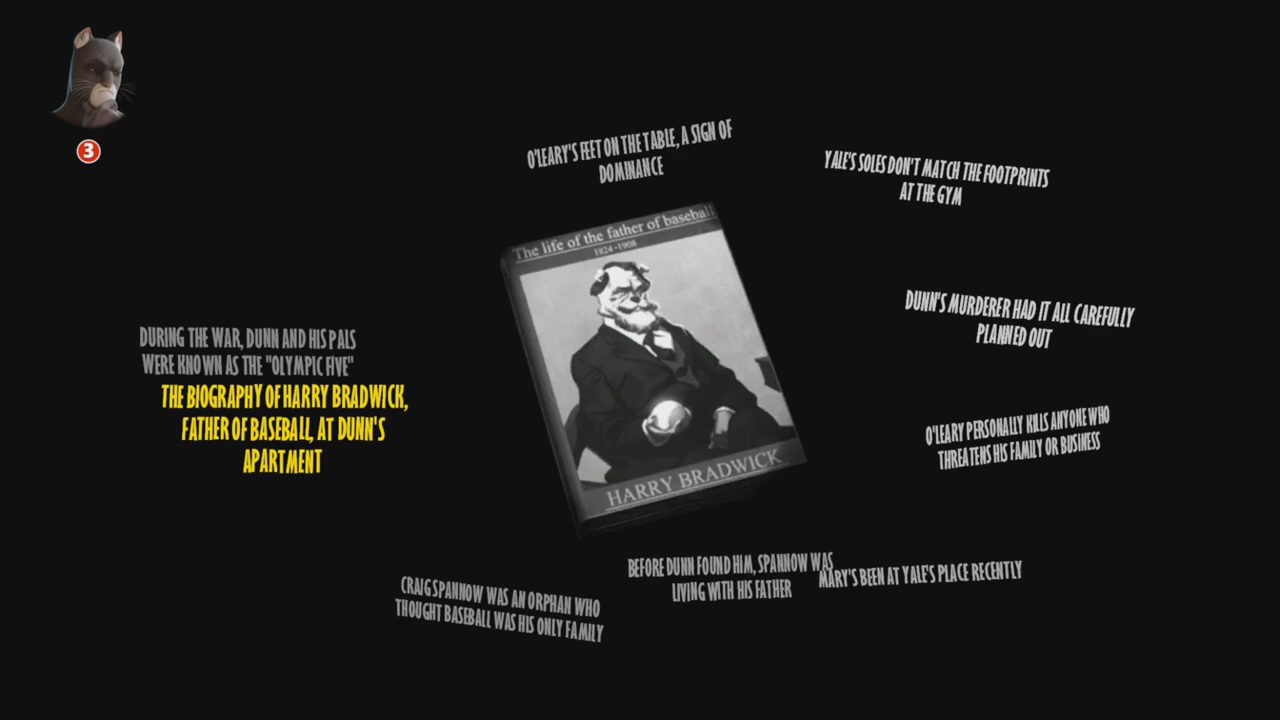 3
O'LEARY'S FEET ON THE TABLE, A SIGN OF
DOMINANCE
YALE'S SOLES DON'T MATCH THE FOOTPRINTS
AT THE GYM
The life of the father of baseball
1824-1908
HARRY BRADWICK
DUNN'S MURDERER HAD IT ALL CAREFULLY
PLANNED OUT
DURING THE WAR, DUNN AND HIS PALS
WERE KNOWN AS THE "OLYMPIC FIVE"
THE BIOGRAPHY OF HARRY BRADWICK,
FATHER OF BASEBALL, AT DUNN'S
APARTMENT
O'LEARY PERSONALLY KILLS ANYONE WHO
THREATENS HIS FAMILY OR BUSINESS
CRAIG SPANNOW WAS AN ORPHAN WHO
THOUGHT BASEBALL WAS HIS ONLY FAMILY
BEFORE DUNN FOUND HIM, SPANNOW WAS
LIVING WITH HIS FATHER
MARY'S BEEN AT YALE'S PLACE RECENTLY